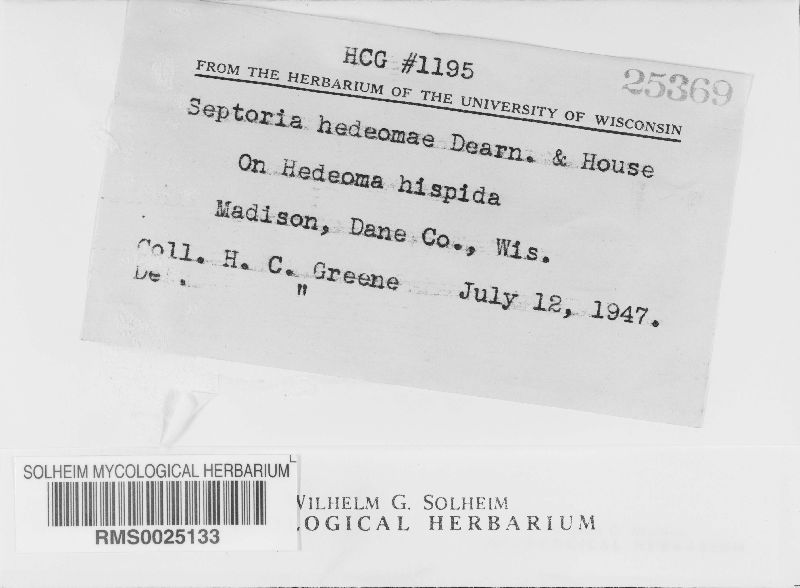 HCG #1195
25369
FROM THE HERBARIUM OF THE UNIVERSITY OF WISCONSIN
Septoria hedeomae Dearn. & House
On Hedeoma hispida
Madison, Dane Co., Wis.
Coll. H. C. Greene July 12, 1947.
De . "
SOLHEIM MYCOLOGICAL HERBARIUM
RMS0025133
WILHELM G. SOLHEIM
LOGICAL HERBARIUM